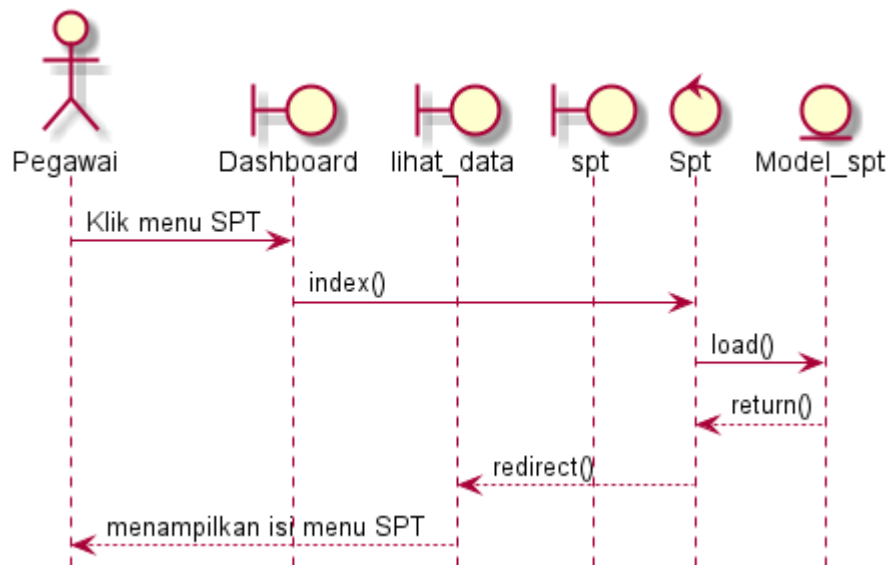 Pegawai
Dashboard
lihat_data
spt
Spt
Model_spt
Klik menu SPT
index()
load()
return()
redirect()
menampilkan isi menu SPT